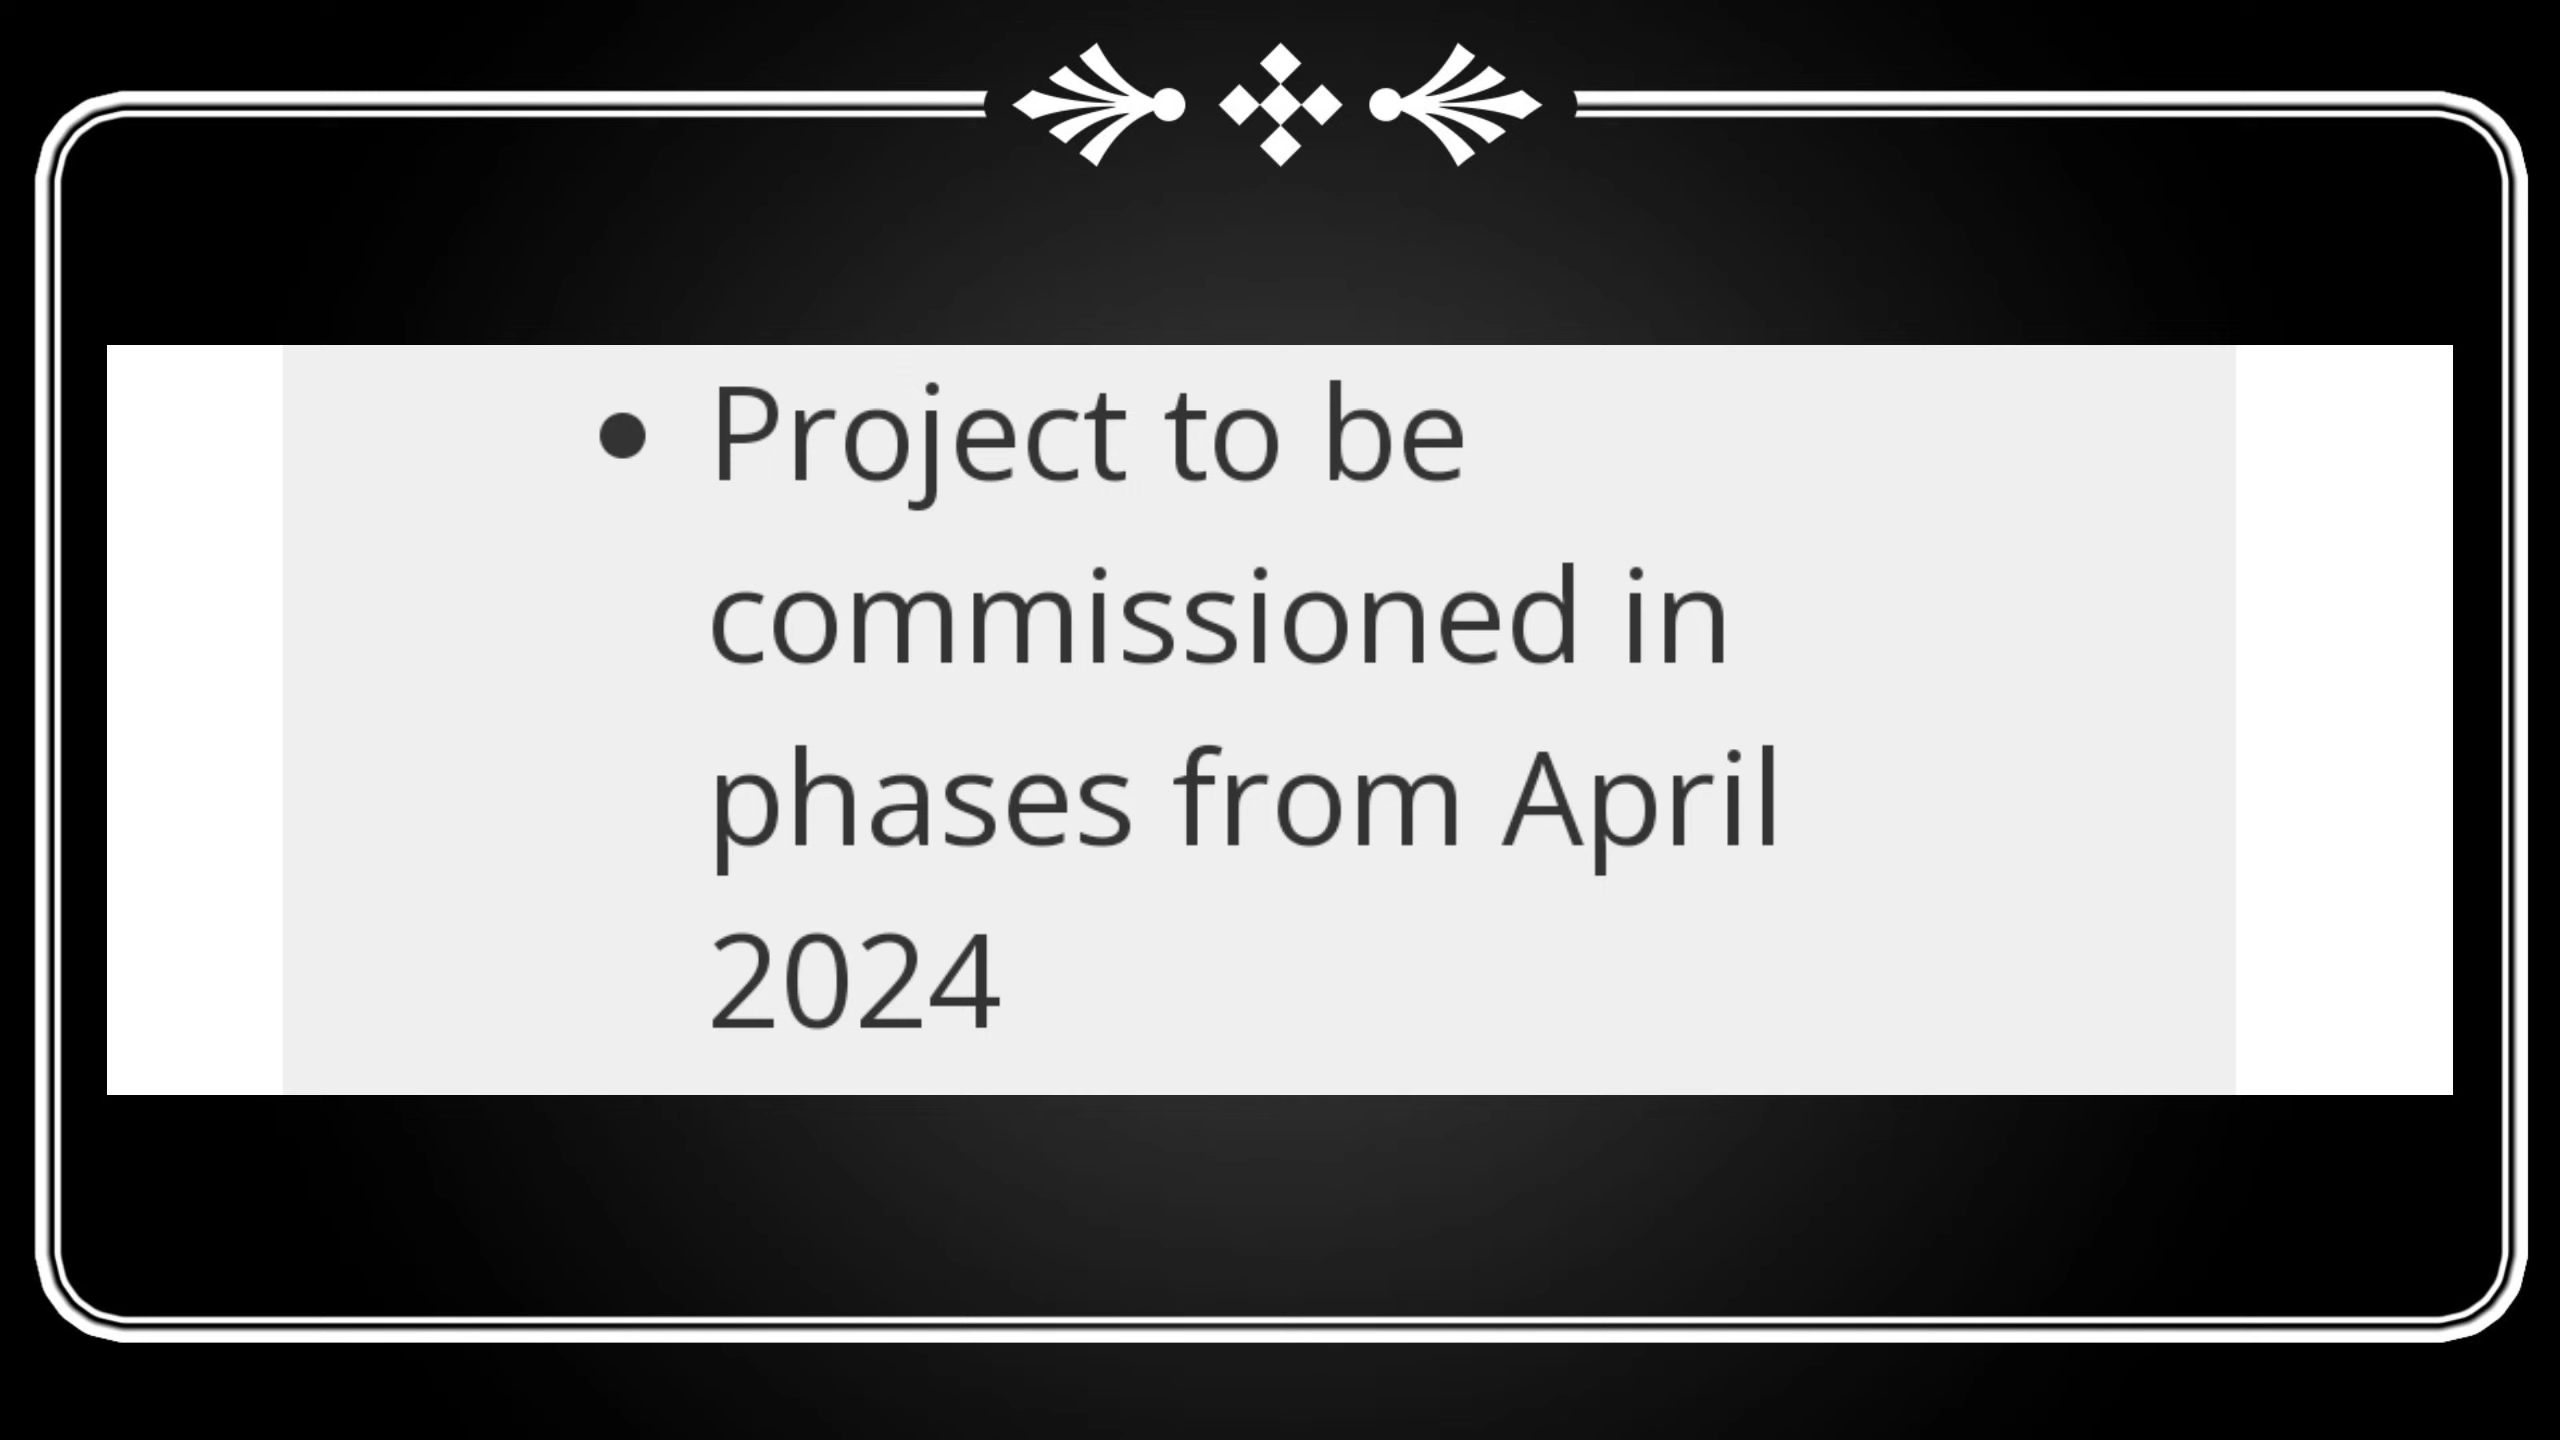 • Project to be
commissioned in
phases from April
2024